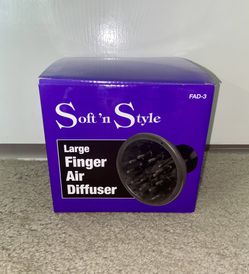 FAD-3
Soft 'n Style
Large
Finger
Air
Diffuser